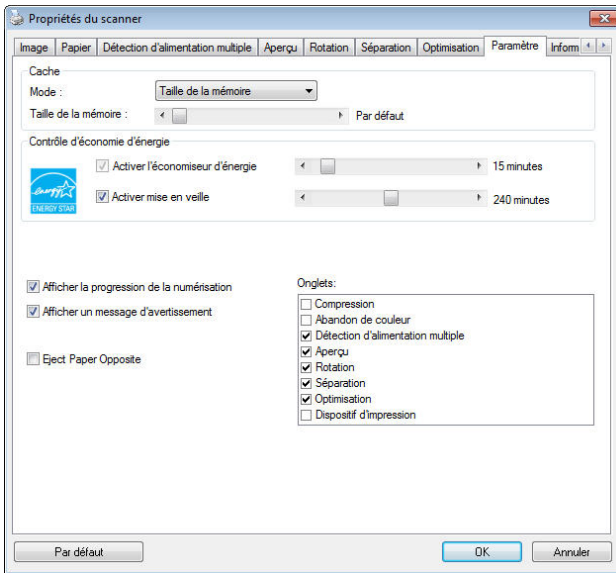 Propriétés du scanner
Image Papier Détection d'alimentation multiple Aperçu Rotation Séparation Optimisation Paramètre Inform
Cache
Mode : Taille de la mémoire
Taille de la mémoire : Par défaut
Contrôle d'économie d'énergie
Activer l'économiseur d'énergie 15 minutes
Activer mise en veille 240 minutes
energy
ENERGY STAR
Afficher la progression de la numérisation
Afficher un message d'avertissement
Eject Paper Opposite
Onglets:
Compression
Abandon de couleur
Détection d'alimentation multiple
Aperçu
Rotation
Séparation
Optimisation
Dispositif d'impression
Par défaut OK Annuler